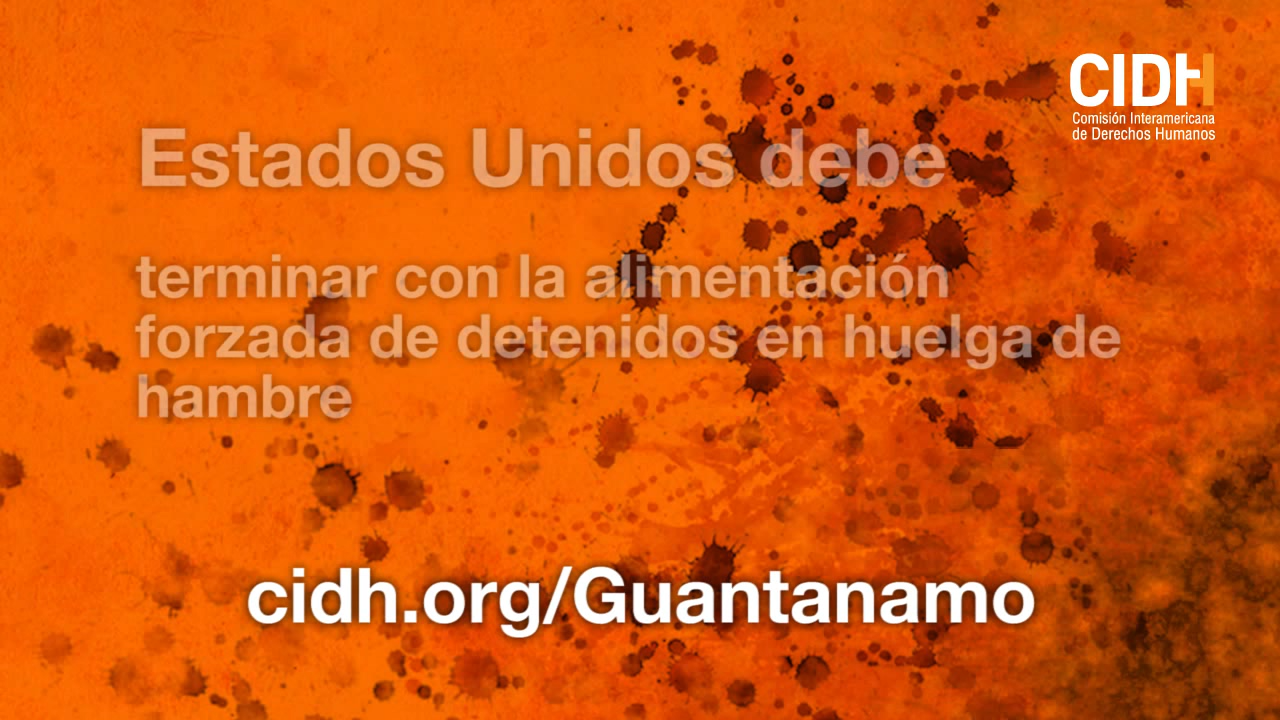 CIDH
Comisión Interamericana
de Derechos Humanos
Estados Unidos debe
terminar con la alimentación
forzada de detenidos en huelga de
hambre
cidh.org/Guantanamo